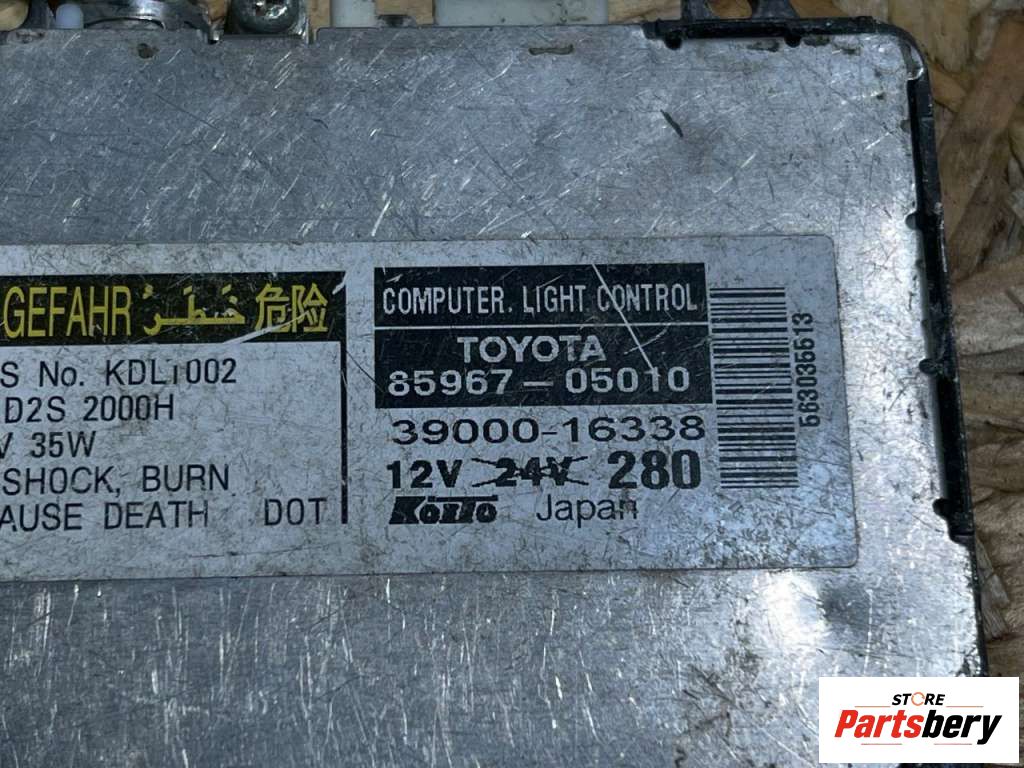 GEFAHR خطر 危险
S No. KDLT002
D2S 2000H
V 35W
SHOCK, BURN
AUSE DEATH DOT
COMPUTER. LIGHT CONTROL
TOYOTA
85967-05010
39000-16338
12V 24V 280
Koito Japan
563035513
STORE
Partsbery